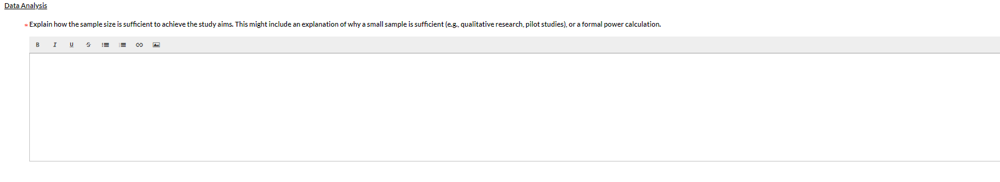 Data Analysis
* Explain how the sample size is sufficient to achieve the study aims. This might include an explanation of why a small sample is sufficient (e.g., qualitative research, pilot studies), or a formal power calculation.
B I U S